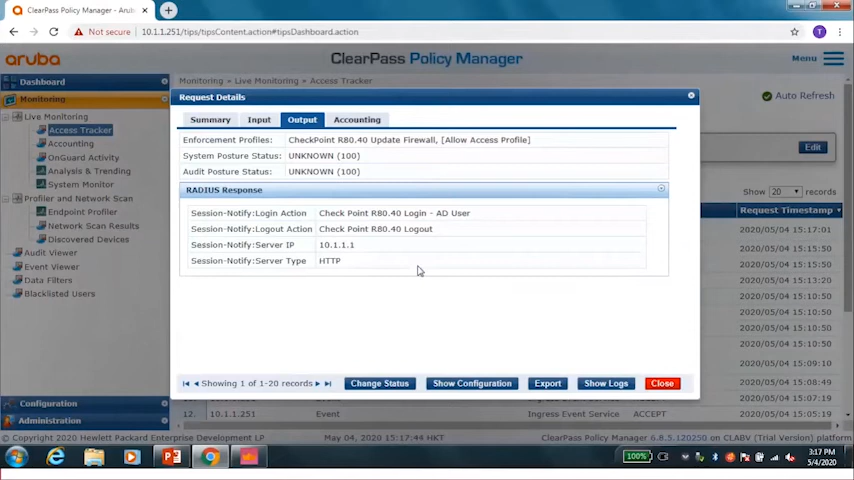 ClearPass Policy Manager - Aru
Not secure
10.1.1.251/tips/tipsContent.action#tipsDashboard.action
T
aruba
ClearPass Policy Manager
Menu
Dashboard
Monitoring » Live Monitoring » Access Tracker
Monitoring
Request Details
Auto Refresh
Live Monitoring
Access Tracker
Accounting
OnGuard Activity
Analysis & Trending
System Monitor
Profiler and Network Scan
Endpoint Profiler
Network Scan Results
Discovered Devices
Audit Viewer
Event Viewer
Data Filters
Blacklisted Users
Summary
Input
Output
Accounting
Enforcement Profiles: CheckPoint R80.40 Update Firewall, [Allow Access Profile]
System Posture Status: UNKNOWN (100)
Audit Posture Status: UNKNOWN (100)
RADIUS Response
Session-Notify:Login Action Check Point R80.40 Login - AD User
Session-Notify:Logout Action Check Point R80.40 Logout
Session-Notify:Server IP 10.1.1.1
Session-Notify:Server Type HTTP
Showing 1 of 1-20 records
Change Status
Show Configuration
Export
Show Logs
Close
Edit
Show 20 records
Request Timestamp
2020/05/04 15:17:01
2020/05/04 15:15:50
2020/05/04 15:13:20
2020/05/04 15:10:50
2020/05/04 15:10:50
2020/05/04 15:10:50
2020/05/04 15:10:50
2020/05/04 15:09:10
2020/05/04 15:08:49
12. 10.1.1.251 Event Ingress Event Service ACCEPT 2020/05/04 15:05:19
Configuration
Administration
© Copyright 2020 Hewlett Packard Enterprise Development LP
May 04, 2020 15:17:44 HKT
ClearPass Policy Manager 6.8.5.120250 on CLABV (Trial Version) platform
100%
3:17 PM
5/4/2020